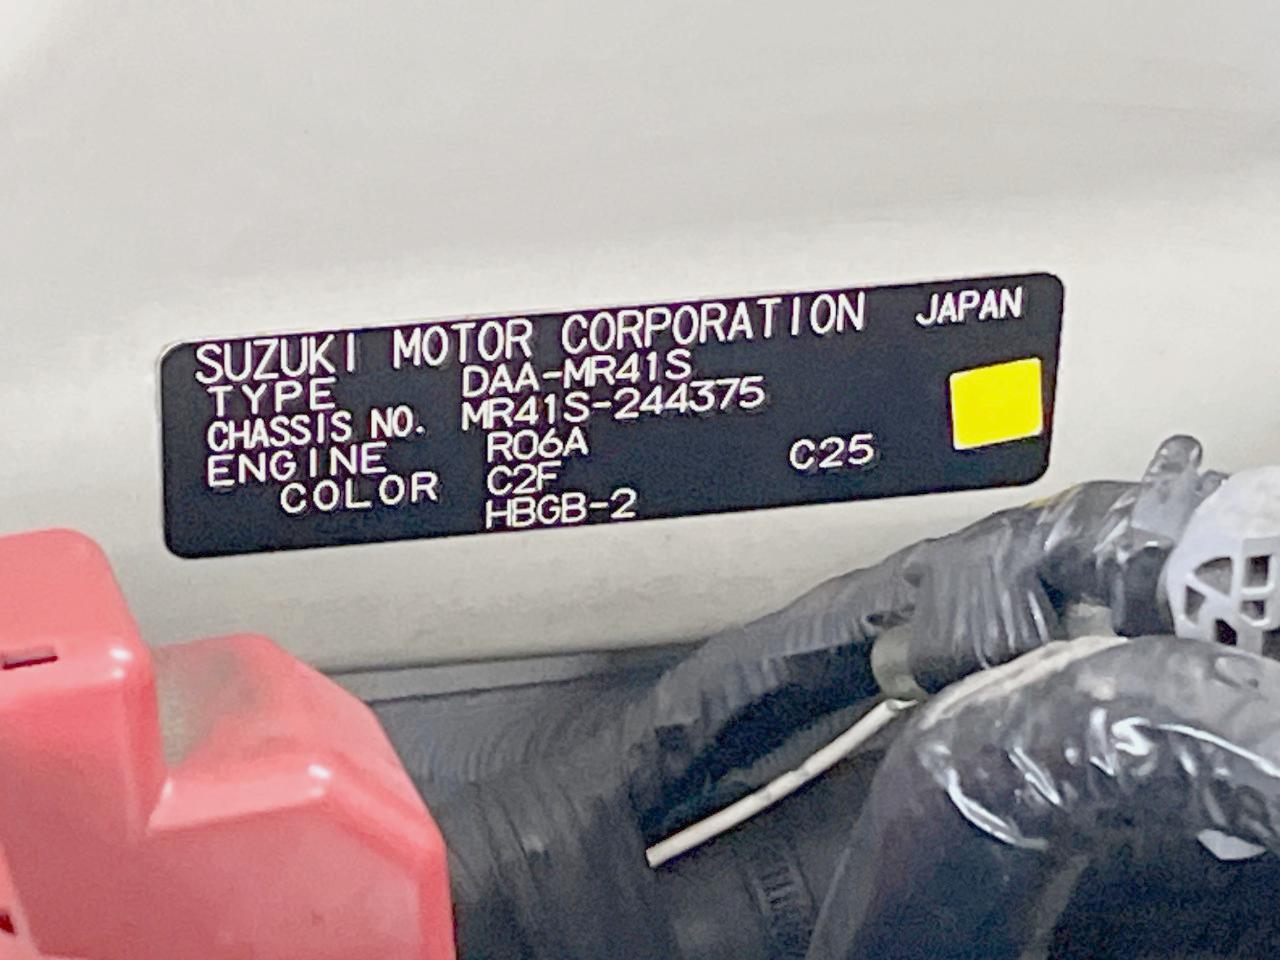 SUZUKI MOTOR CORPORATION JAPAN
TYPE DAA-MR41S
CHASSIS NO. MR41S-244375
ENGINE R06A C25
COLOR C2F
HBGB-2